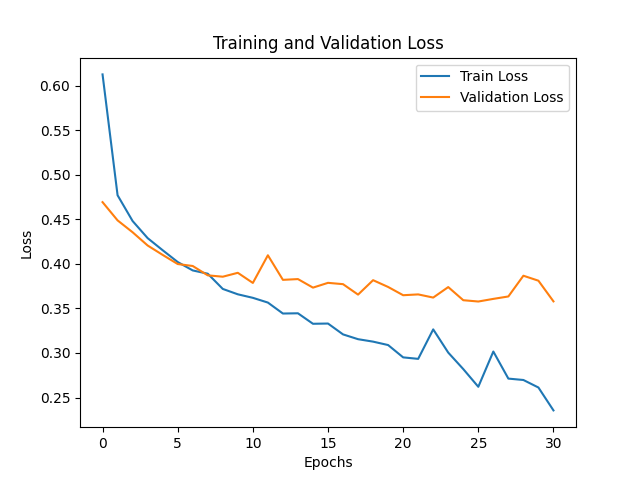 Training and Validation Loss
Train Loss
Validation Loss
0.60
0.55
0.50
0.45
0.40
0.35
0.30
0.25
Loss
0 5 10 15 20 25 30
Epochs